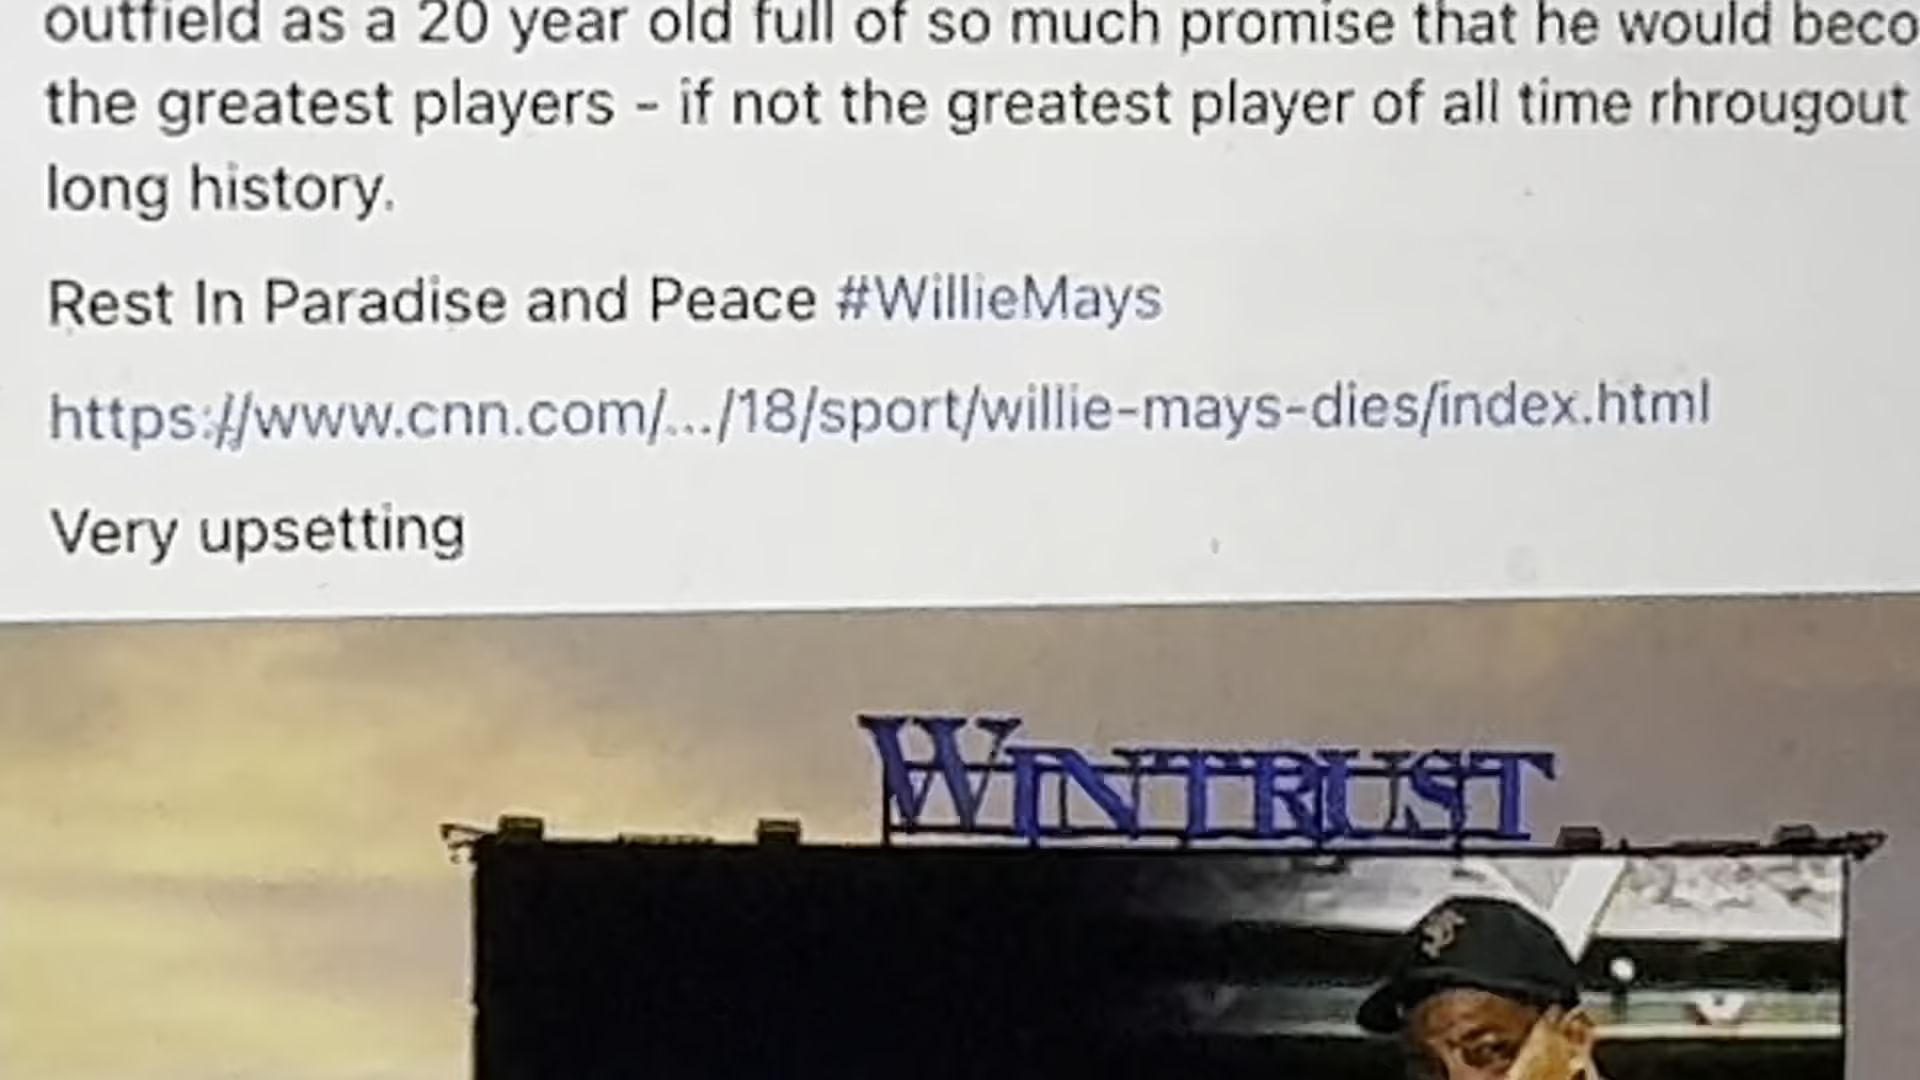 outfield as a 20 year old full of so much promise that he would beco
the greatest players - if not the greatest player of all time rhrougout
long history.
Rest In Paradise and Peace #WillieMays
https://www.cnn.com/.../18/sport/willie-mays-dies/index.html
Very upsetting
WINTRUST
SF